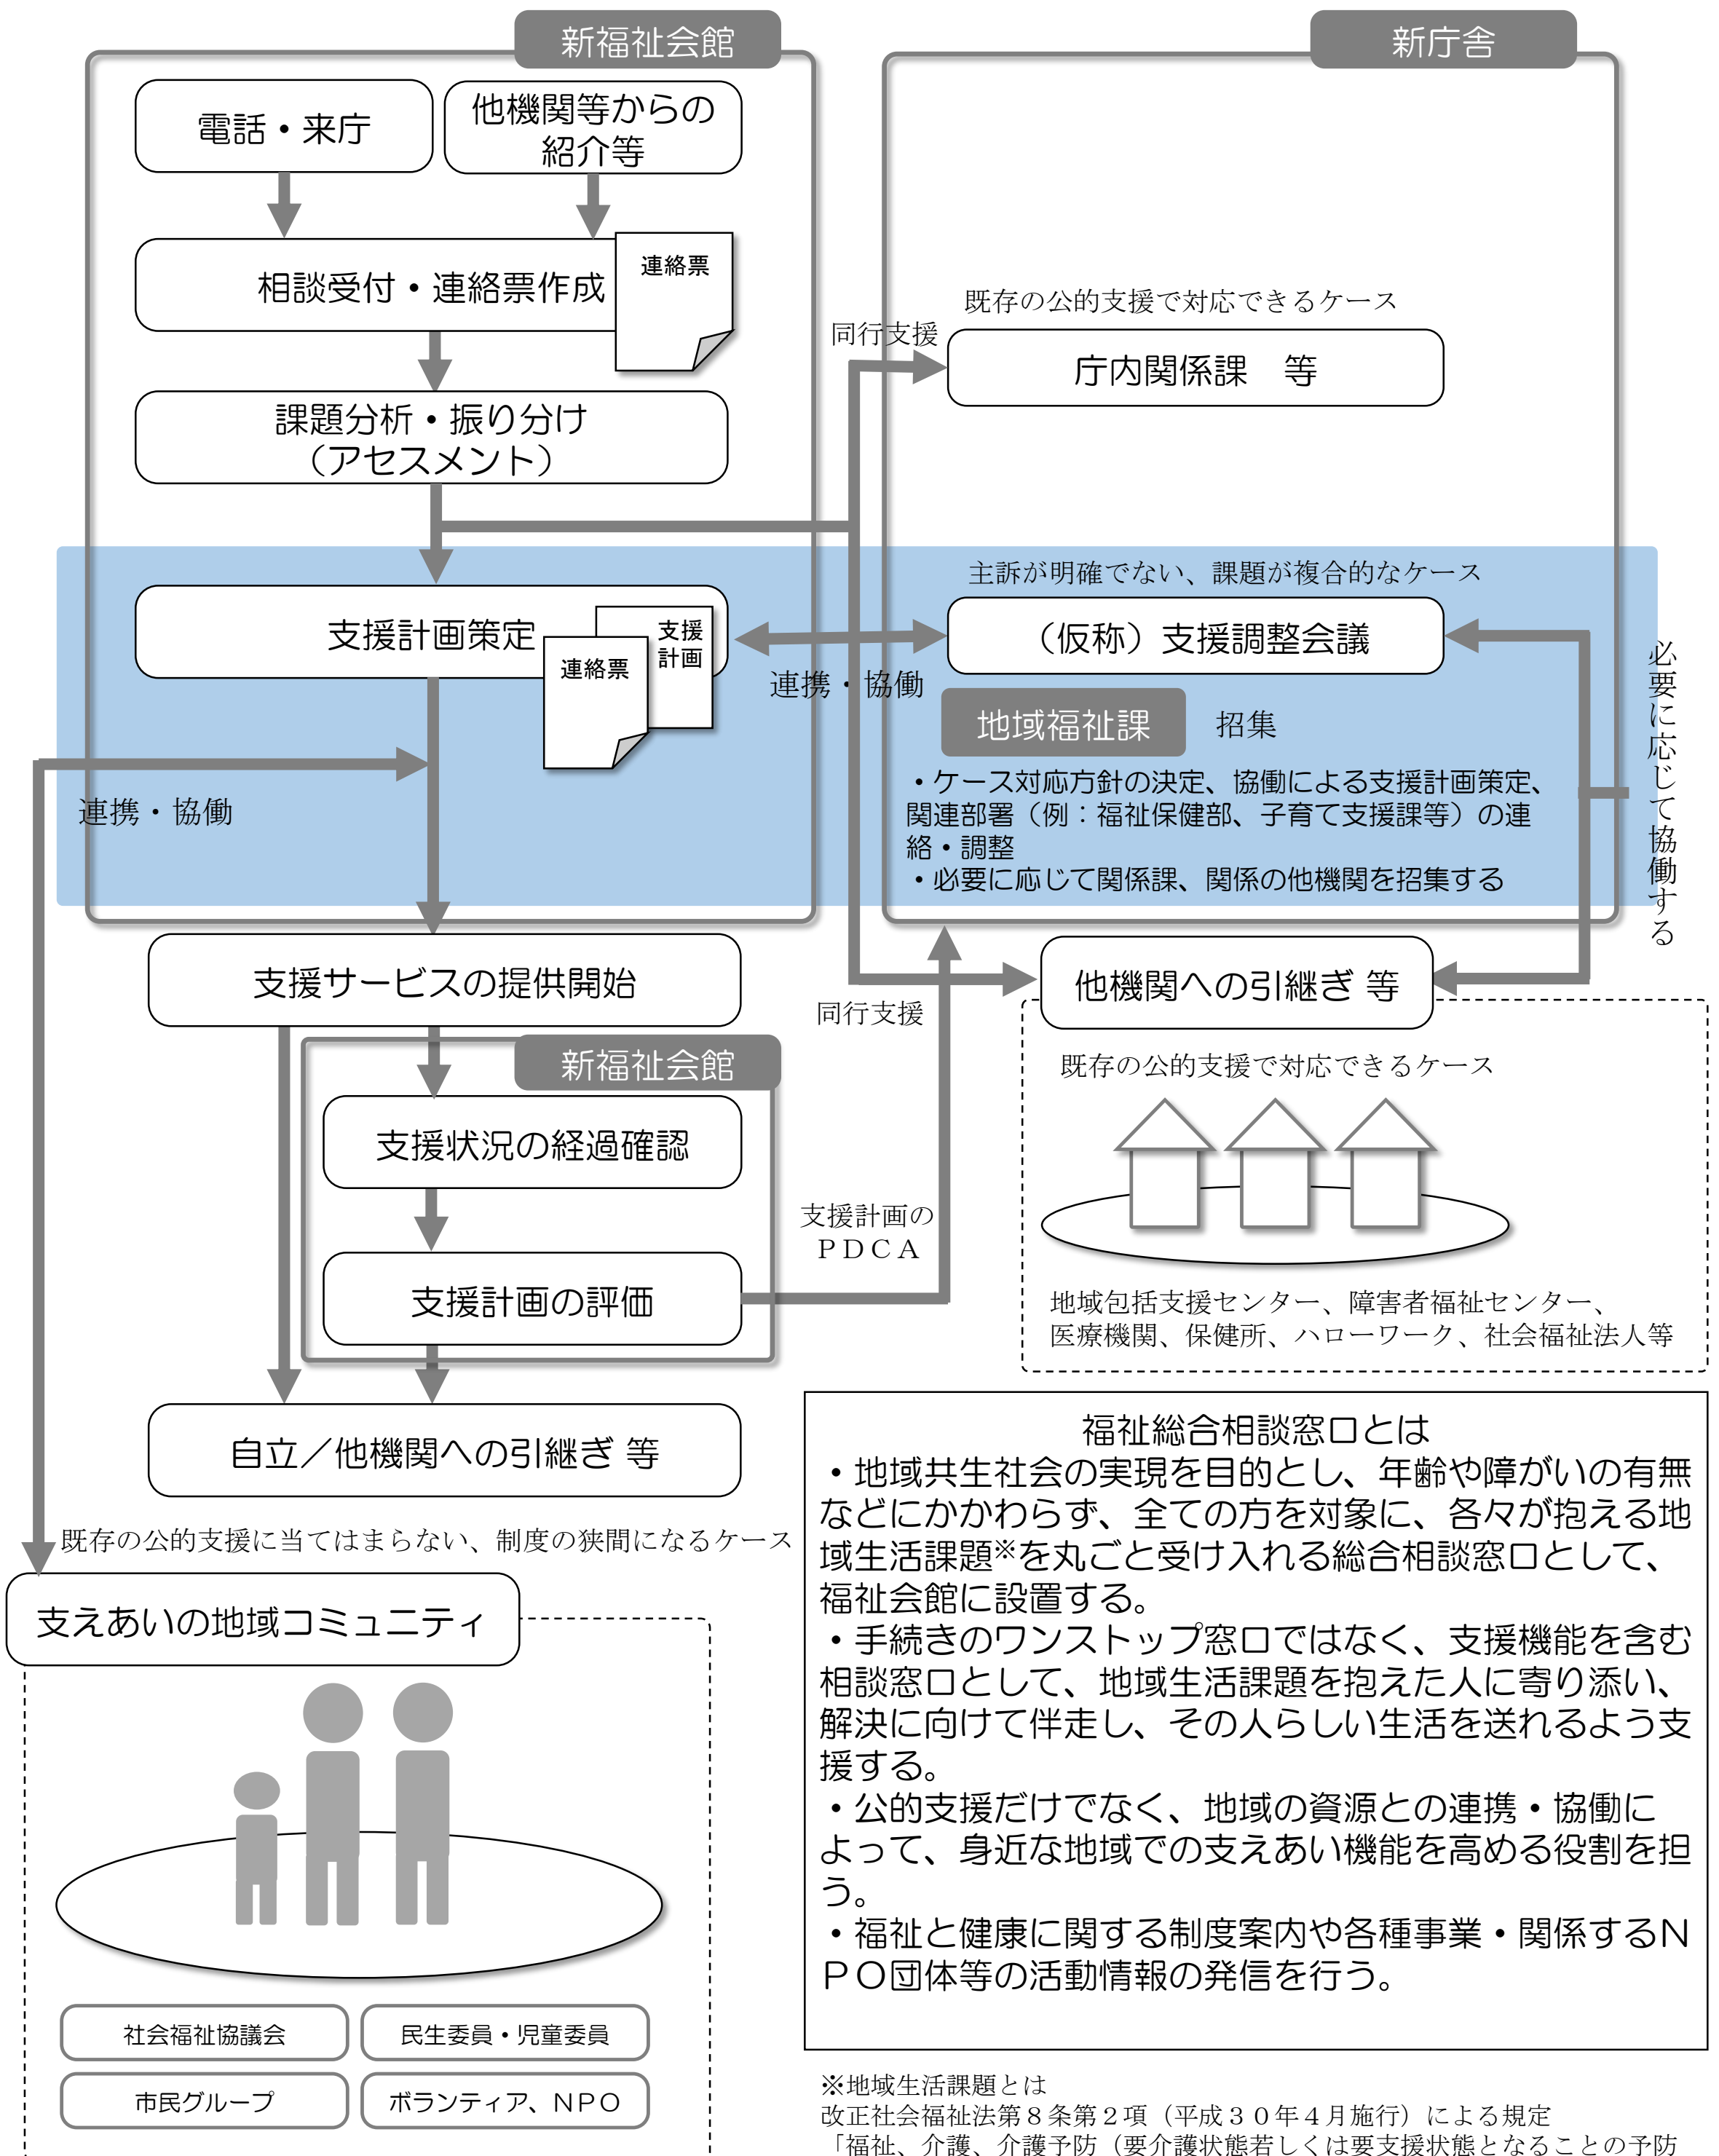 新福祉会館
新庁舎
電話・来庁
他機関等からの
紹介等
相談受付・連絡票作成
連絡票
課題分析・振り分け
（アセスメント）
同行支援
既存の公的支援で対応できるケース
庁内関係課　等
支援計画策定
連絡票
支援
計画
連携・協働
主訴が明確でない、課題が複合的なケース
（仮称）支援調整会議
地域福祉課
招集
・ケース対応方針の決定、協働による支援計画策定、
関連部署（例：福祉保健部、子育て支援課等）の連
絡・調整
・必要に応じて関係課、関係の他機関を招集する
必要に応じて協働する
連携・協働
支援サービスの提供開始
同行支援
他機関への引継ぎ 等
既存の公的支援で対応できるケース
地域包括支援センター、障害者福祉センター、
医療機関、保健所、ハローワーク、社会福祉法人等
新福祉会館
支援状況の経過確認
支援計画の評価
支援計画の
ＰＤＣＡ
自立／他機関への引継ぎ 等
既存の公的支援に当てはまらない、制度の狭間になるケース
支えあいの地域コミュニティ
社会福祉協議会
民生委員・児童委員
市民グループ
ボランティア、ＮＰＯ
福祉総合相談窓口とは
・地域共生社会の実現を目的とし、年齢や障がいの有無
などにかかわらず、全ての方を対象に、各々が抱える地
域生活課題※を丸ごと受け入れる総合相談窓口として、
福祉会館に設置する。
・手続きのワンストップ窓口ではなく、支援機能を含む
相談窓口として、地域生活課題を抱えた人に寄り添い、
解決に向けて伴走し、その人らしい生活を送れるよう支
援する。
・公的支援だけでなく、地域の資源との連携・協働に
よって、身近な地域での支えあい機能を高める役割を担
う。
・福祉と健康に関する制度案内や各種事業・関係するＮ
ＰＯ団体等の活動情報の発信を行う。
※地域生活課題とは
改正社会福祉法第８条第２項（平成３０年４月施行）による規定
「福祉、介護、介護予防（要介護状態若しくは要支援状態となることの予防